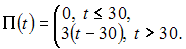 П(t) = {0, t ≤ 30,
3(t − 30), t > 30.